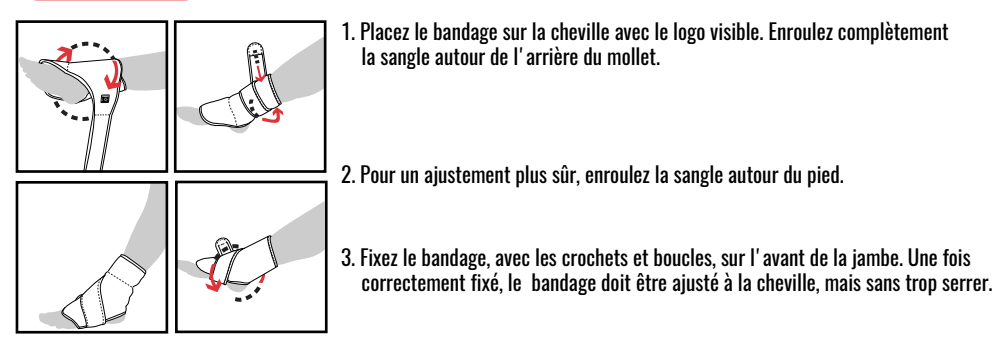 1. Placez le bandage sur la cheville avec le logo visible. Enroulez complètement
la sangle autour de l'arrière du mollet.
2. Pour un ajustement plus sûr, enroulez la sangle autour du pied.
3. Fixez le bandage, avec les crochets et boucles, sur l'avant de la jambe. Une fois
correctement fixé, le bandage doit être ajusté à la cheville, mais sans trop serrer.